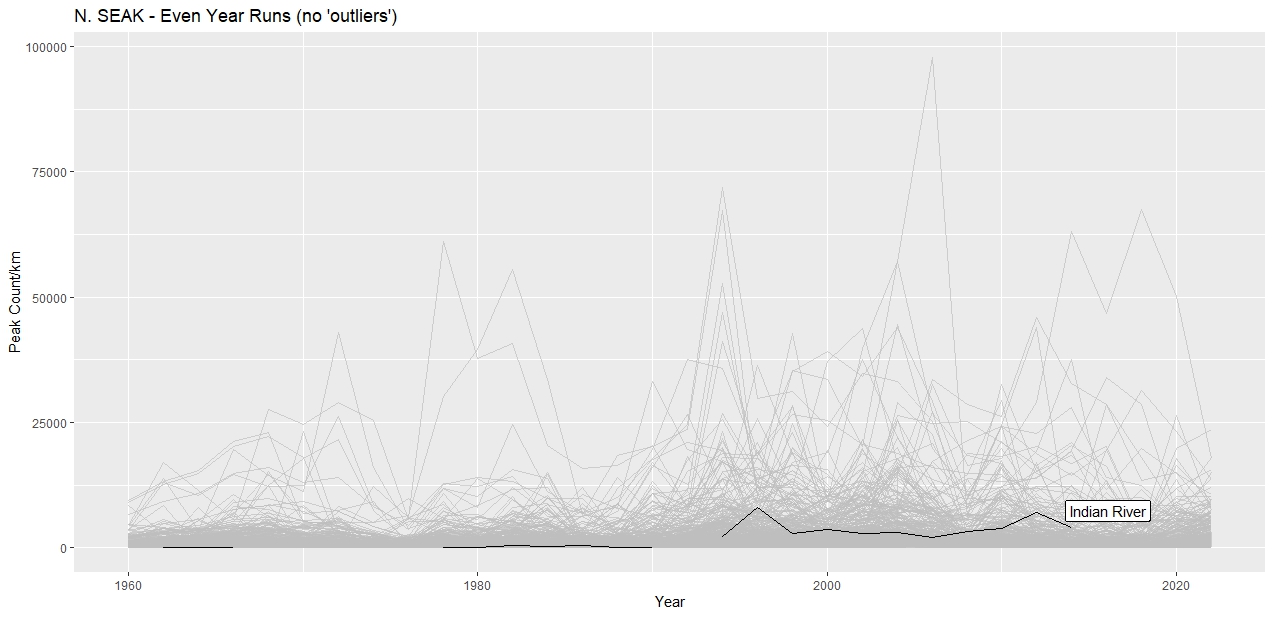 N. SEAK - Even Year Runs (no 'outliers')
100000
75000
50000
25000
0
Peak Count/km
Indian River
1960
1980
2000
2020
Year